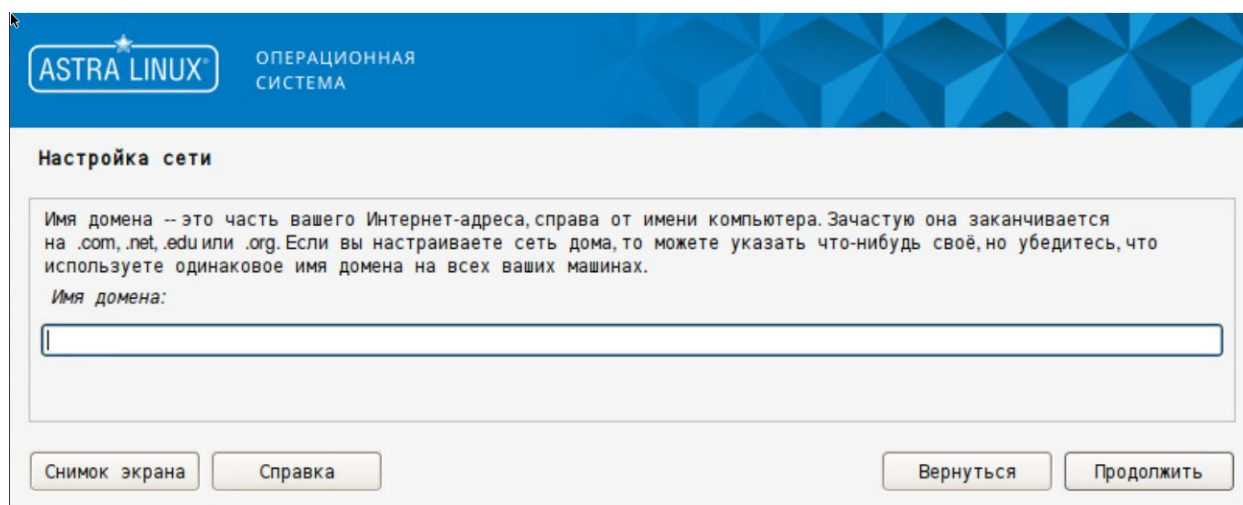 ASTRA LINUX®
ОПЕРАЦИОННАЯ
СИСТЕМА
Настройка сети
Имя домена -- это часть вашего Интернет-адреса, справа от имени компьютера. Зачастую она заканчивается
на .com, .net, .edu или .org. Если вы настраиваете сеть дома, то можете указать что-нибудь своё, но убедитесь, что
используете одинаковое имя домена на всех ваших машинах.
Имя домена:
Снимок экрана
Справка
Вернуться
Продолжить